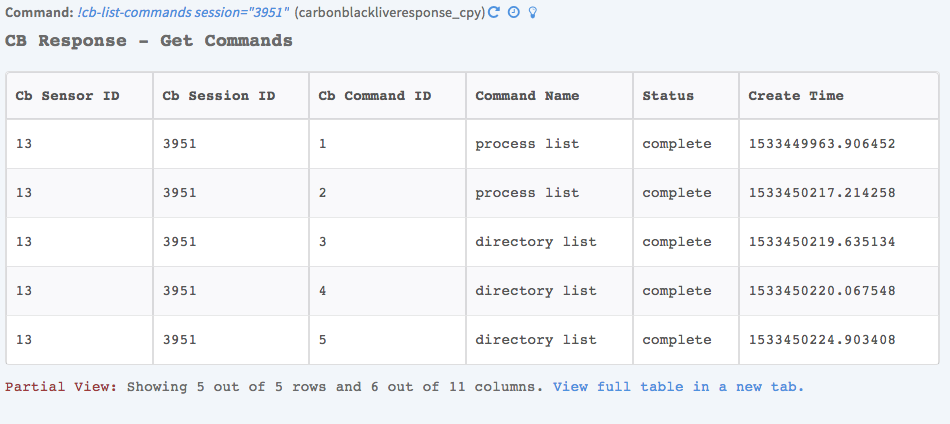 Command: !cb-list-commands session="3951" (carbonblackliveresponse_cpy)
CB Response - Get Commands
Cb Sensor ID Cb Session ID Cb Command ID Command Name Status Create Time
13 3951 1 process list complete 1533449963.906452
13 3951 2 process list complete 1533450217.214258
13 3951 3 directory list complete 1533450219.635134
13 3951 4 directory list complete 1533450220.067548
13 3951 5 directory list complete 1533450224.903408
Partial View: Showing 5 out of 5 rows and 6 out of 11 columns. View full table in a new tab.